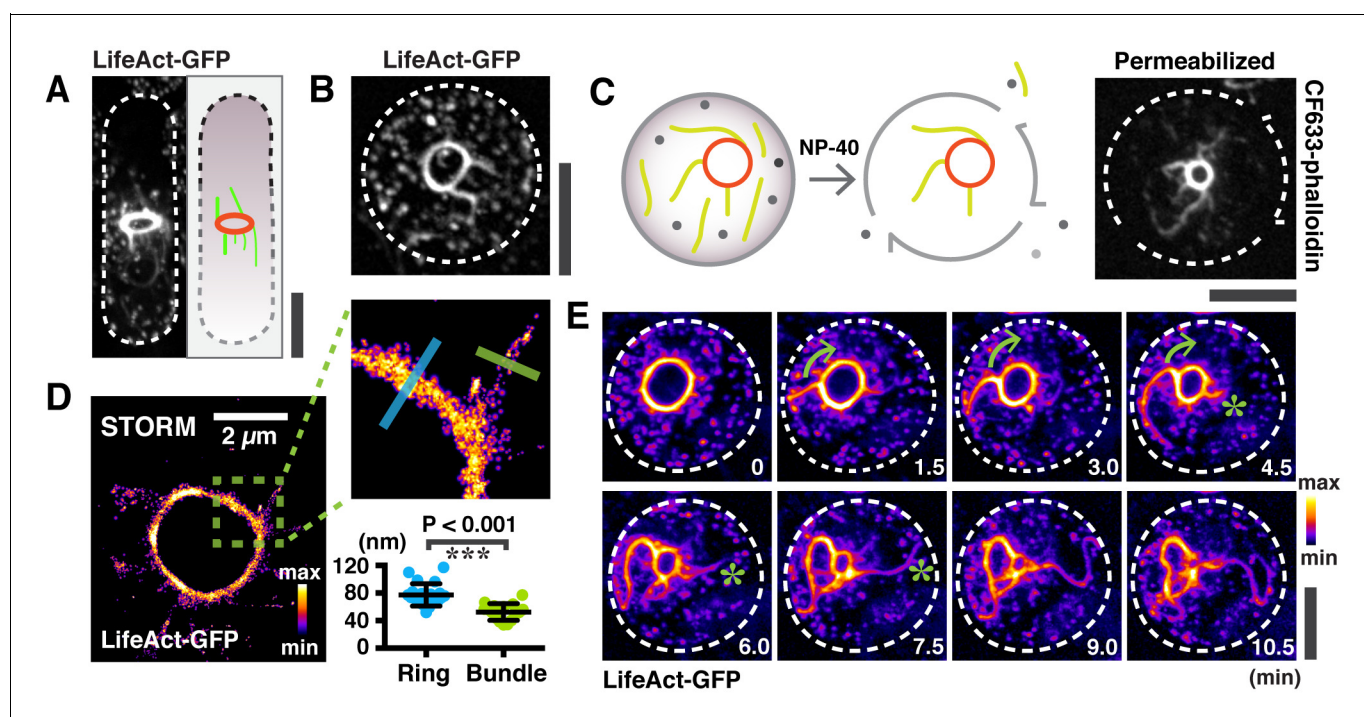 LifeAct-GFP
A
B
LifeAct-GFP
C
NP-40
Permeabilized
CF633-phalloidin
D
STORM
2 µm
max
min
LifeAct-GFP
P < 0.001
(nm)
***
120
80
40
0
Ring
Bundle
E
0
1.5
3.0
4.5
*
max
min
6.0
*
7.5
*
9.0
10.5
LifeAct-GFP
(min)